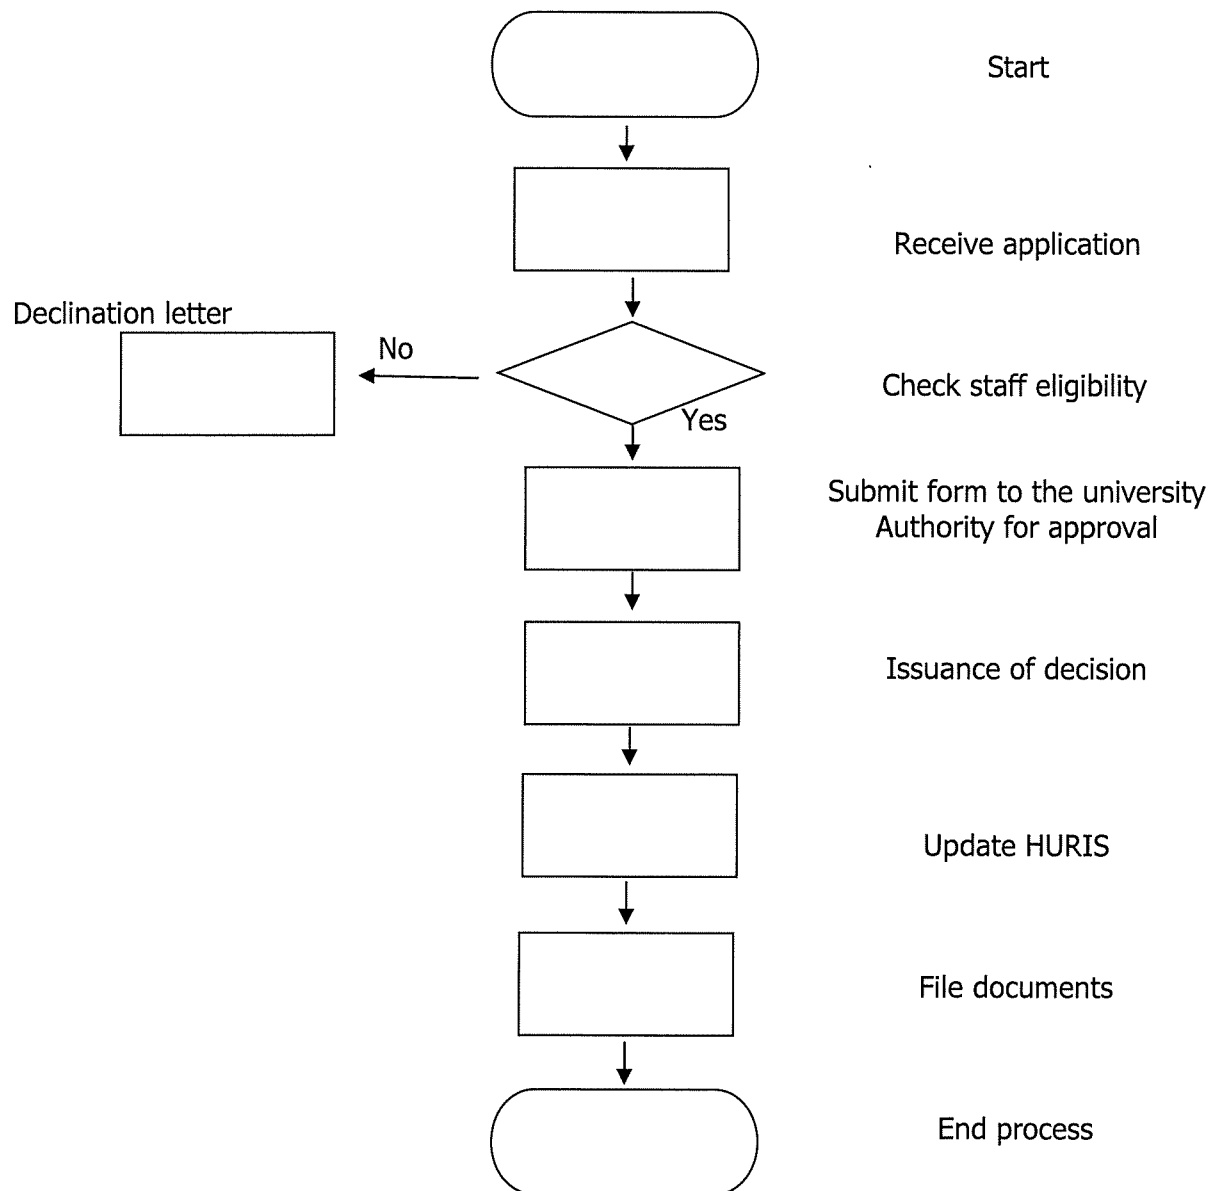 Start
Receive application
Declination letter
No
Check staff eligibility
Yes
Submit form to the university
Authority for approval
Issuance of decision
Update HURIS
File documents
End process